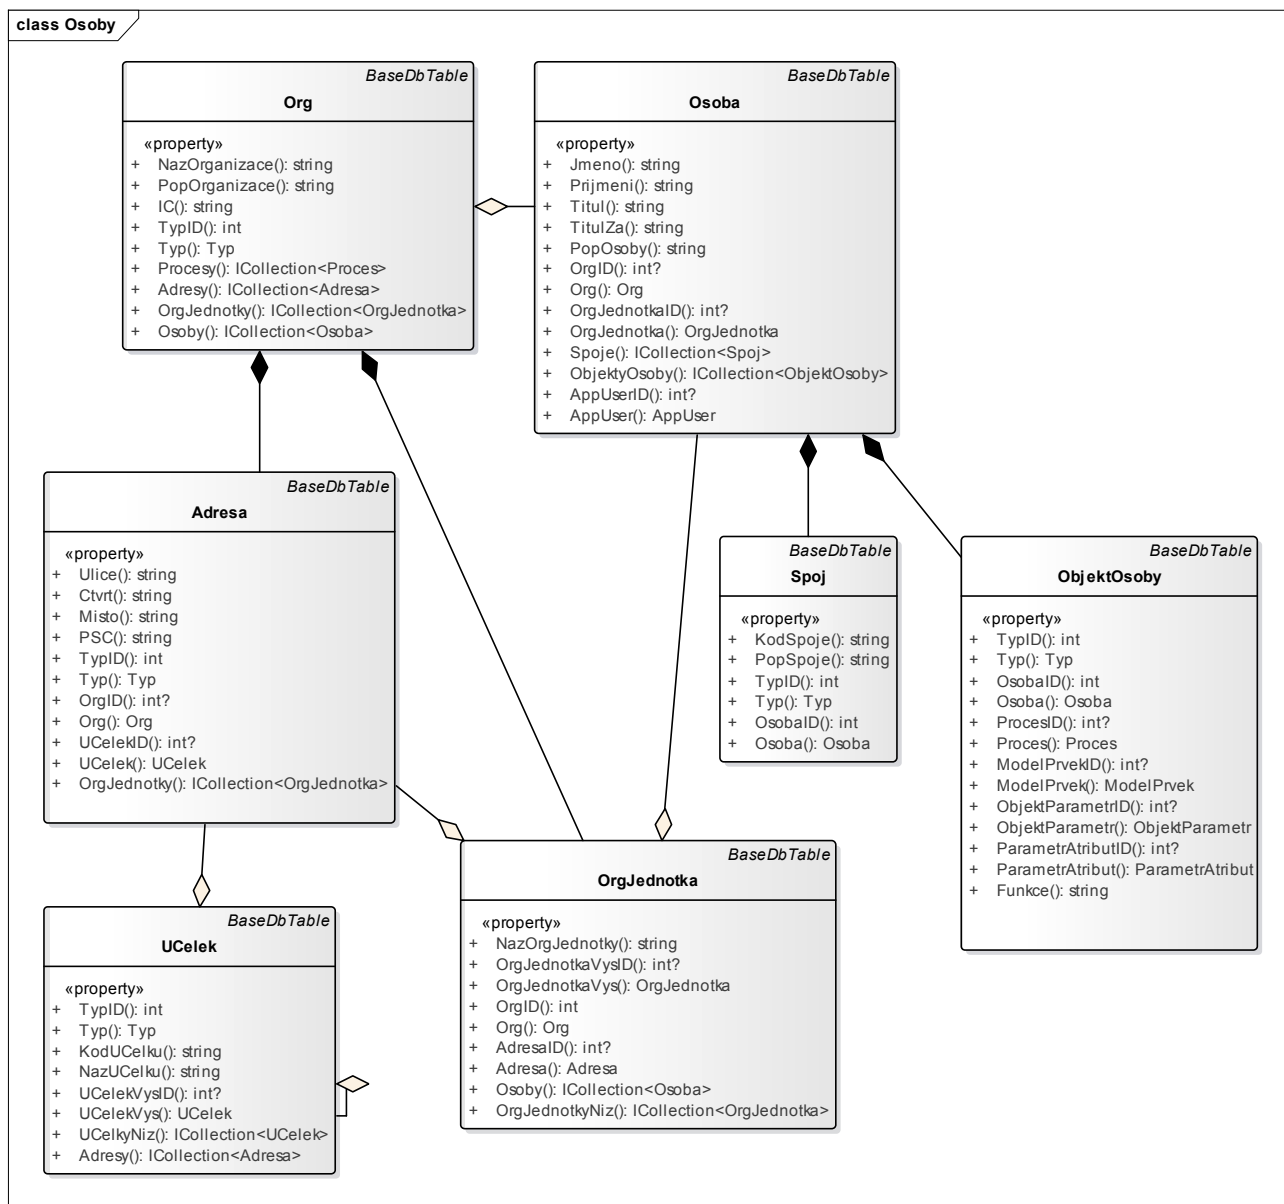 class Osoby
BaseDbTable
Org
«property»
+ NazOrganizace(): string
+ PopOrganizace(): string
+ IC(): string
+ TypID(): int
+ Typ(): Typ
+ Procesy(): ICollection<Proces>
+ Adresy(): ICollection<Adresa>
+ OrgJednotky(): ICollection<OrgJednotka>
+ Osoby(): ICollection<Osoba>
BaseDbTable
Osoba
«property»
+ Jmeno(): string
+ Prijmeni(): string
+ Titul(): string
+ TitulZa(): string
+ PopOsoby(): string
+ OrgID(): int?
+ Org(): Org
+ OrgJednotkaID(): int?
+ OrgJednotka(): OrgJednotka
+ Spoje(): ICollection<Spoj>
+ ObjektyOsoby(): ICollection<ObjektOsoby>
+ AppUserID(): int?
+ AppUser(): AppUser
BaseDbTable
Adresa
«property»
+ Ulice(): string
+ Ctvrt(): string
+ Misto(): string
+ PSC(): string
+ TypID(): int
+ Typ(): Typ
+ OrgID(): int?
+ Org(): Org
+ UCelekID(): int?
+ UCelek(): UCelek
+ OrgJednotky(): ICollection<OrgJednotka>
BaseDbTable
Spoj
«property»
+ KodSpoje(): string
+ PopSpoje(): string
+ TypID(): int
+ Typ(): Typ
+ OsobaID(): int
+ Osoba(): Osoba
BaseDbTable
ObjektOsoby
«property»
+ TypID(): int
+ Typ(): Typ
+ OsobaID(): int
+ Osoba(): Osoba
+ ProcesID(): int?
+ Proces(): Proces
+ ModelPrvekID(): int?
+ ModelPrvek(): ModelPrvek
+ ObjektParametrID(): int?
+ ObjektParametr(): ObjektParametr
+ ParametrAtributID(): int?
+ ParametrAtribut(): ParametrAtribut
+ Funkce(): string
BaseDbTable
UCelek
«property»
+ TypID(): int
+ Typ(): Typ
+ KodUCelku(): string
+ NazUCelku(): string
+ UCelekVysID(): int?
+ UCelekVys(): UCelek
+ UCelkyNiz(): ICollection<UCelek>
+ Adresy(): ICollection<Adresa>
BaseDbTable
OrgJednotka
«property»
+ NazOrgJednotky(): string
+ OrgJednotkaVysID(): int?
+ OrgJednotkaVys(): OrgJednotka
+ OrgID(): int
+ Org(): Org
+ AdresaID(): int?
+ Adresa(): Adresa
+ Osoby(): ICollection<Osoba>
+ OrgJednotkyNiz(): ICollection<OrgJednotka>